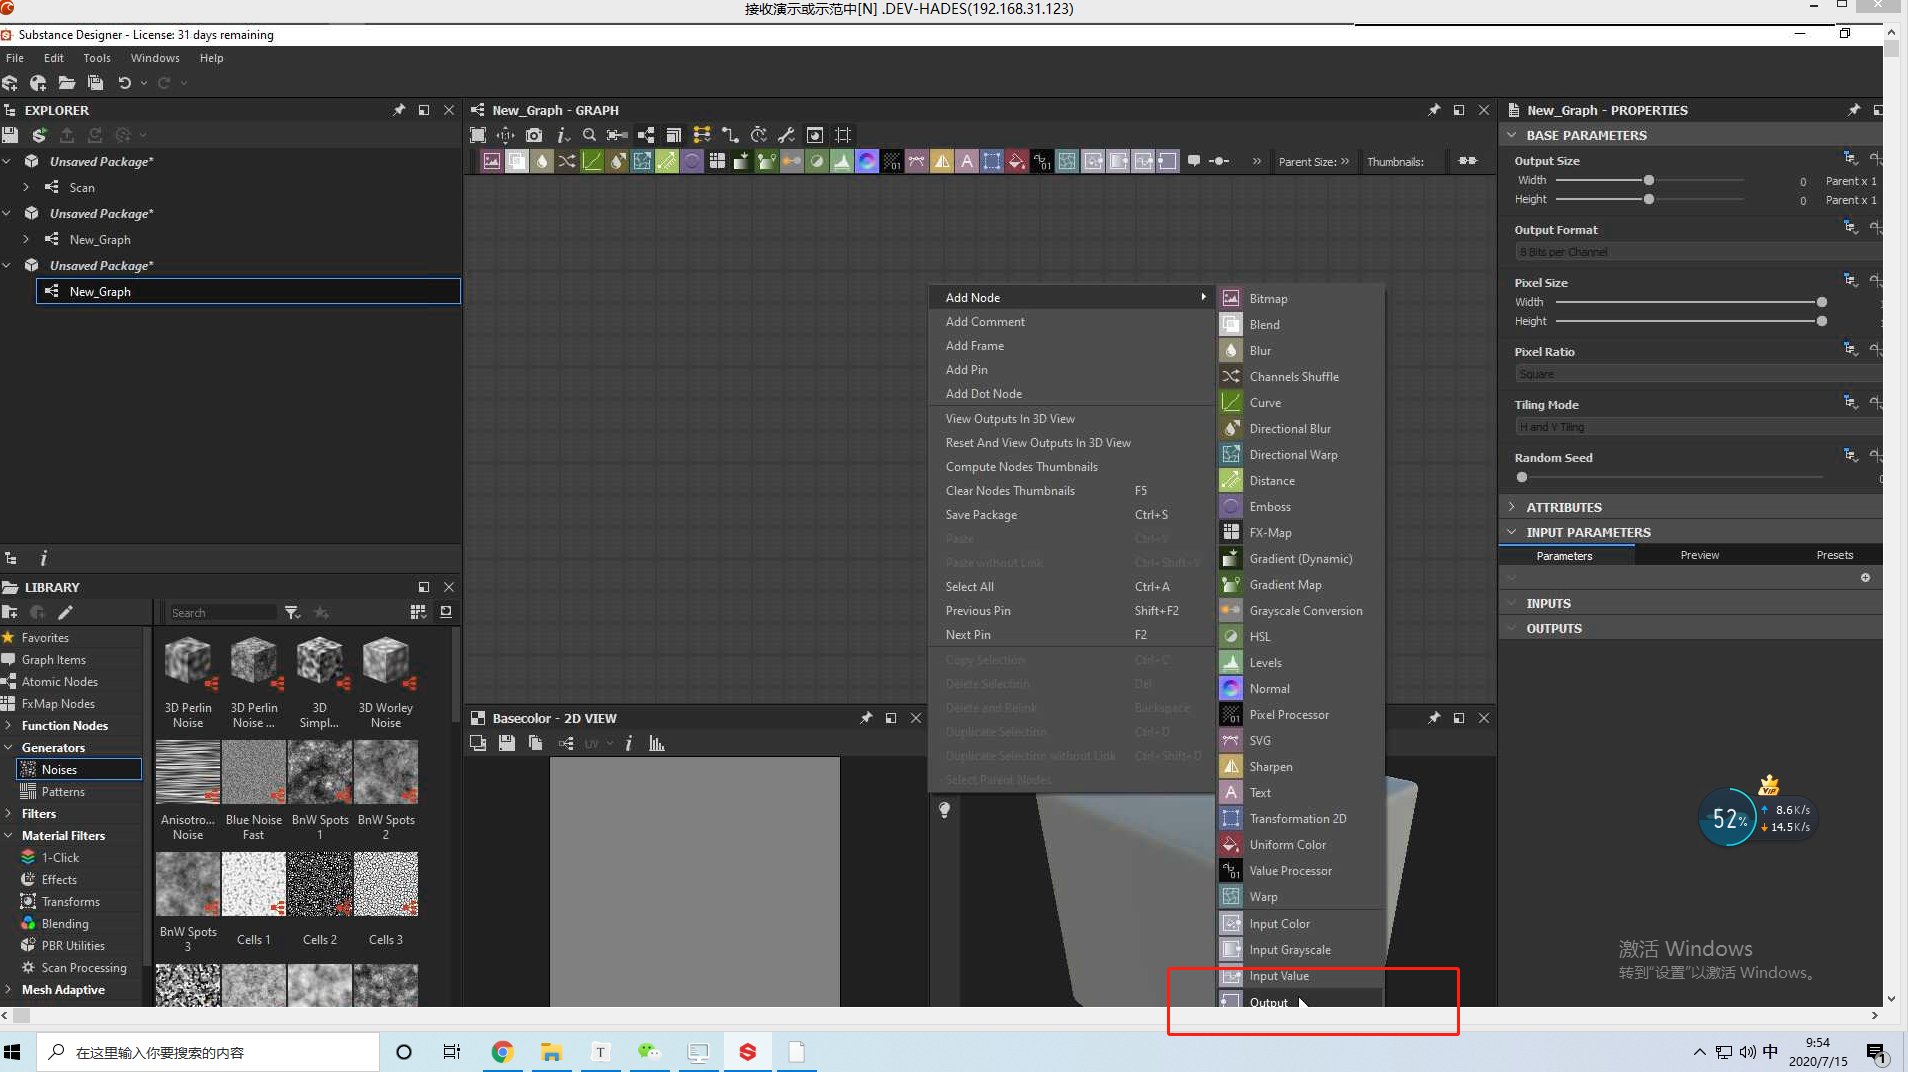 接收演示或示范中[N] .DEV-HADES(192.168.31.123)
Substance Designer - License: 31 days remaining
File Edit Tools Windows Help
EXPLORER
Unsaved Package*
Scan
Unsaved Package*
New_Graph
Unsaved Package*
New_Graph
LIBRARY
Search
Favorites
Graph Items
Atomic Nodes
FxMap Nodes
Function Nodes
Generators
Noises
Patterns
Filters
Material Filters
1-Click
Effects
Transforms
Blending
PBR Utilities
Scan Processing
Mesh Adaptive
3D Perlin Noise
3D Perlin Noise ...
3D Simpl...
3D Worley Noise
Anisotro... Noise
Blue Noise Fast
BnW Spots 1
BnW Spots 2
BnW Spots 3
Cells 1
Cells 2
Cells 3
New_Graph - GRAPH
Parent Size: »
Thumbnails:
Add Node
Add Comment
Add Frame
Add Pin
Add Dot Node
View Outputs In 3D View
Reset And View Outputs In 3D View
Compute Nodes Thumbnails
Clear Nodes Thumbnails F5
Save Package Ctrl+S
Paste Ctrl+V
Paste without Link Ctrl+Shift+V
Select All Ctrl+A
Previous Pin Shift+F2
Next Pin F2
Copy Selection Ctrl+C
Delete Selection Del
Delete and Relink Backspace
Duplicate Selection Ctrl+D
Duplicate Selection without Link Ctrl+Shift+D
Select Parent Nodes
Bitmap
Blend
Blur
Channels Shuffle
Curve
Directional Blur
Directional Warp
Distance
Emboss
FX-Map
Gradient (Dynamic)
Gradient Map
Grayscale Conversion
HSL
Levels
Normal
Pixel Processor
SVG
Sharpen
Text
Transformation 2D
Uniform Color
Value Processor
Warp
Input Color
Input Grayscale
Input Value
Output
Basecolor - 2D VIEW
UV
New_Graph - PROPERTIES
BASE PARAMETERS
Output Size
Width 0 Parent x 1
Height 0 Parent x 1
Output Format
8 Bits per Channel
Pixel Size
Width
Height
Pixel Ratio
Square
Tiling Mode
H and V Tiling
Random Seed
ATTRIBUTES
INPUT PARAMETERS
Parameters Preview Presets
INPUTS
OUTPUTS
VIP
52%
8.6K/s
14.5K/s
激活 Windows
转到“设置”以激活 Windows。
在这里输入你要搜索的内容
中
9:54
2020/7/15
1